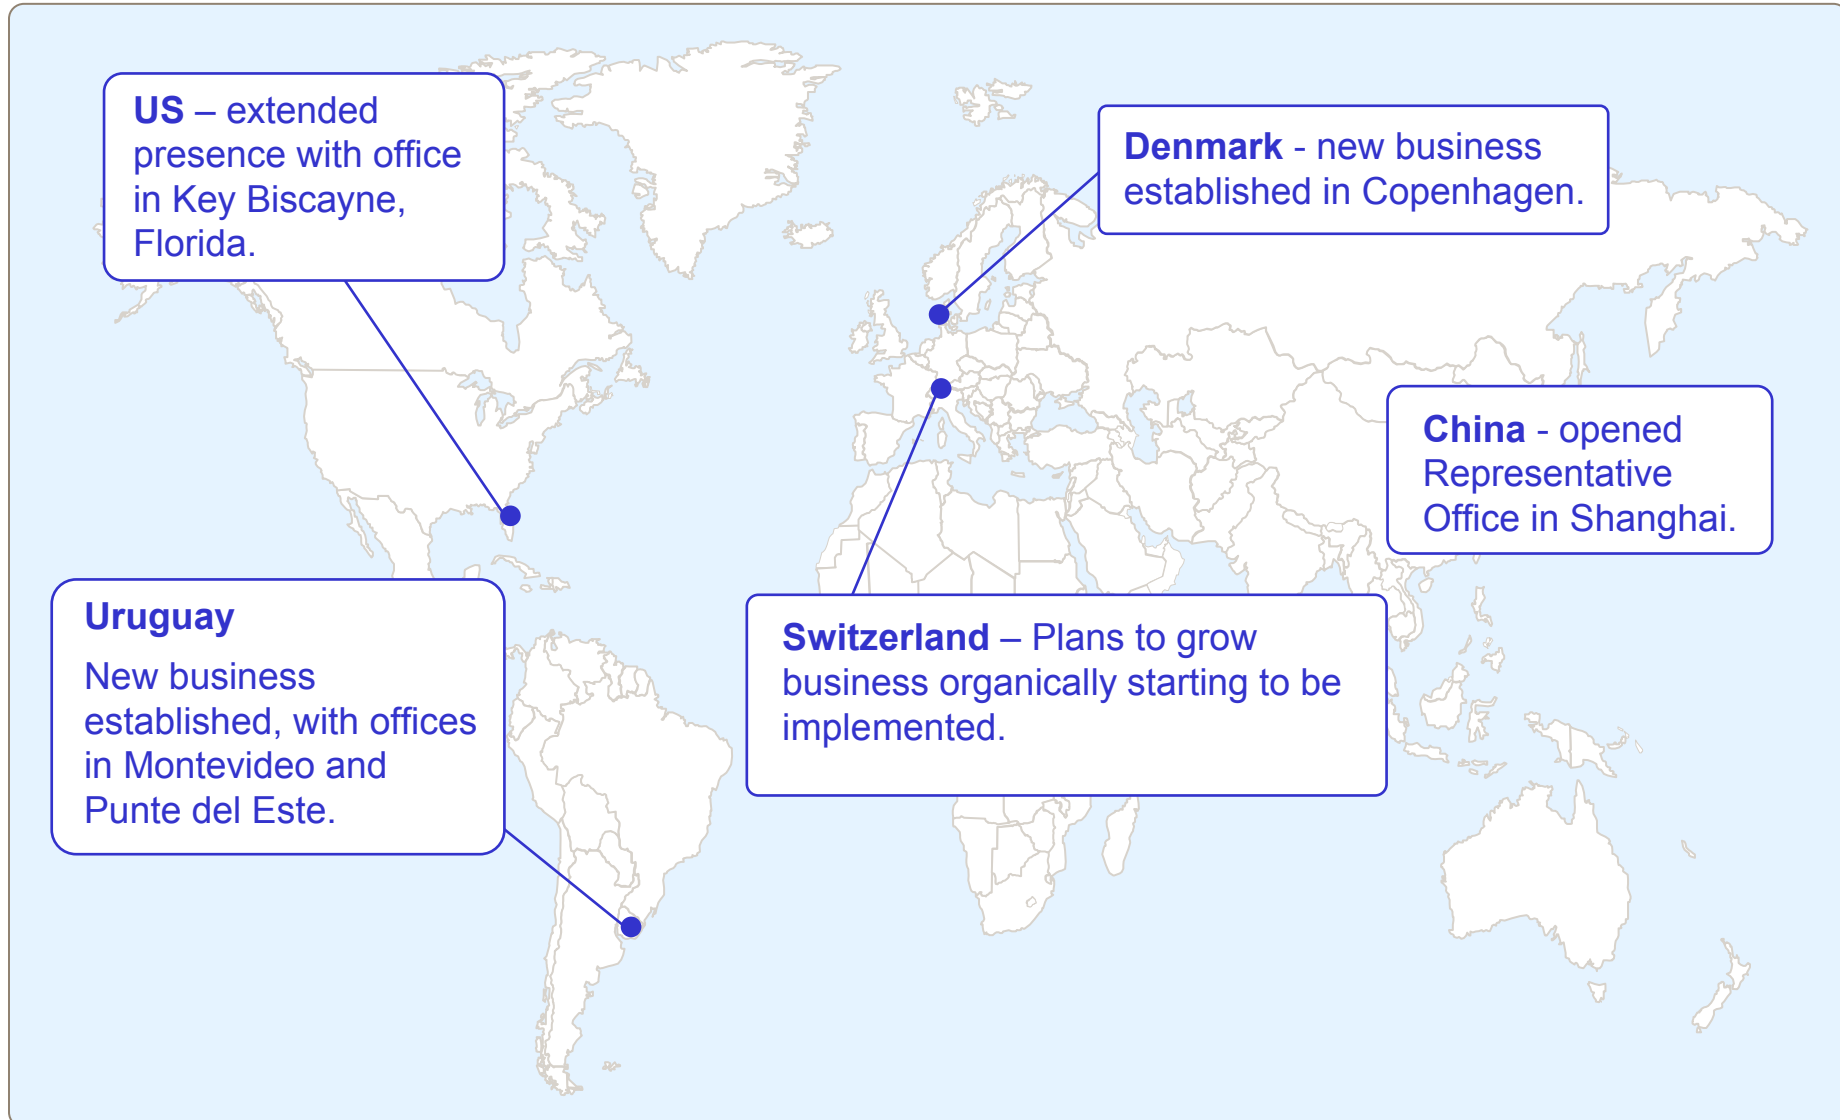 US – extended
presence with office
in Key Biscayne,
Florida.
Denmark - new business
established in Copenhagen.
China - opened
Representative
Office in Shanghai.
Uruguay
New business
established, with offices
in Montevideo and
Punte del Este.
Switzerland – Plans to grow
business organically starting to be
implemented.